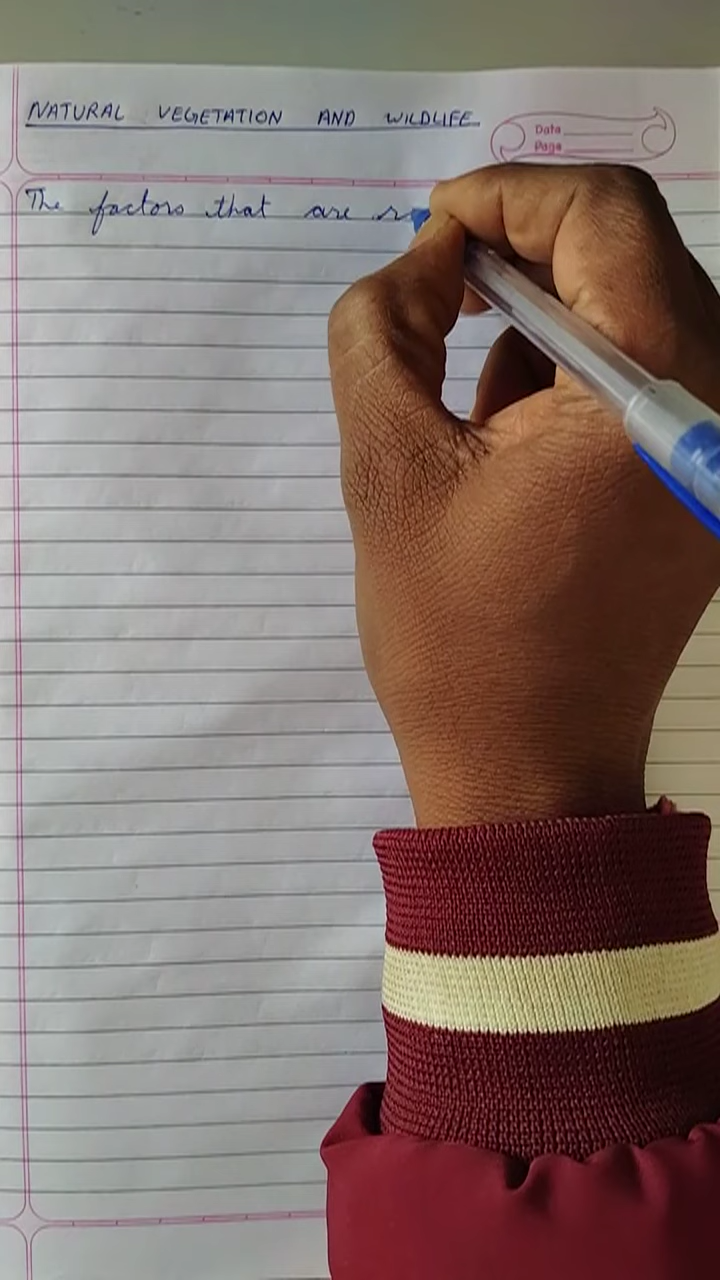 NATURAL VEGETATION AND WILDLIFE
Date
Page
The factors that are